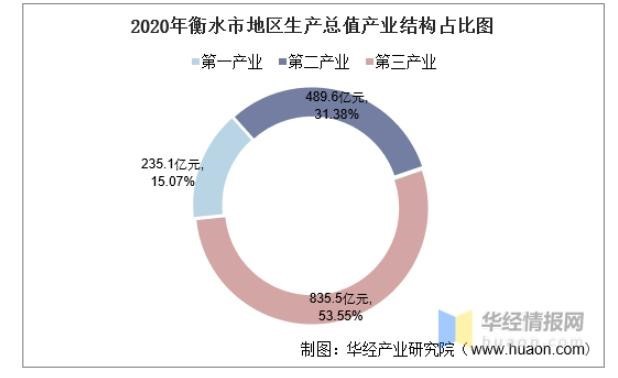 2020年衡水市地区生产总值产业结构占比图
第一产业 第二产业 第三产业
489.6亿元,
31.38%
235.1亿元,
15.07%
835.5亿元,
53.55%
华经情报网
huaon.com
制图：华经产业研究院（www.huaon.com）